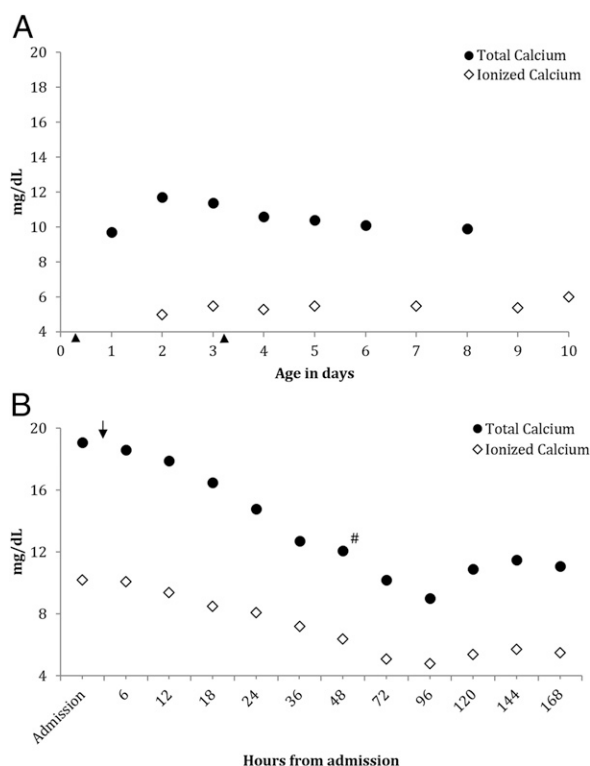 A
20
18
16
14
12
10
8
6
4
mg/dL
Total Calcium
Ionized Calcium
0 1 2 3 4 5 6 7 8 9 10
Age in days
B
20
16
12
8
4
mg/dL
Total Calcium
Ionized Calcium
#
Admission 6 12 18 24 36 48 72 96 120 144 168
Hours from admission